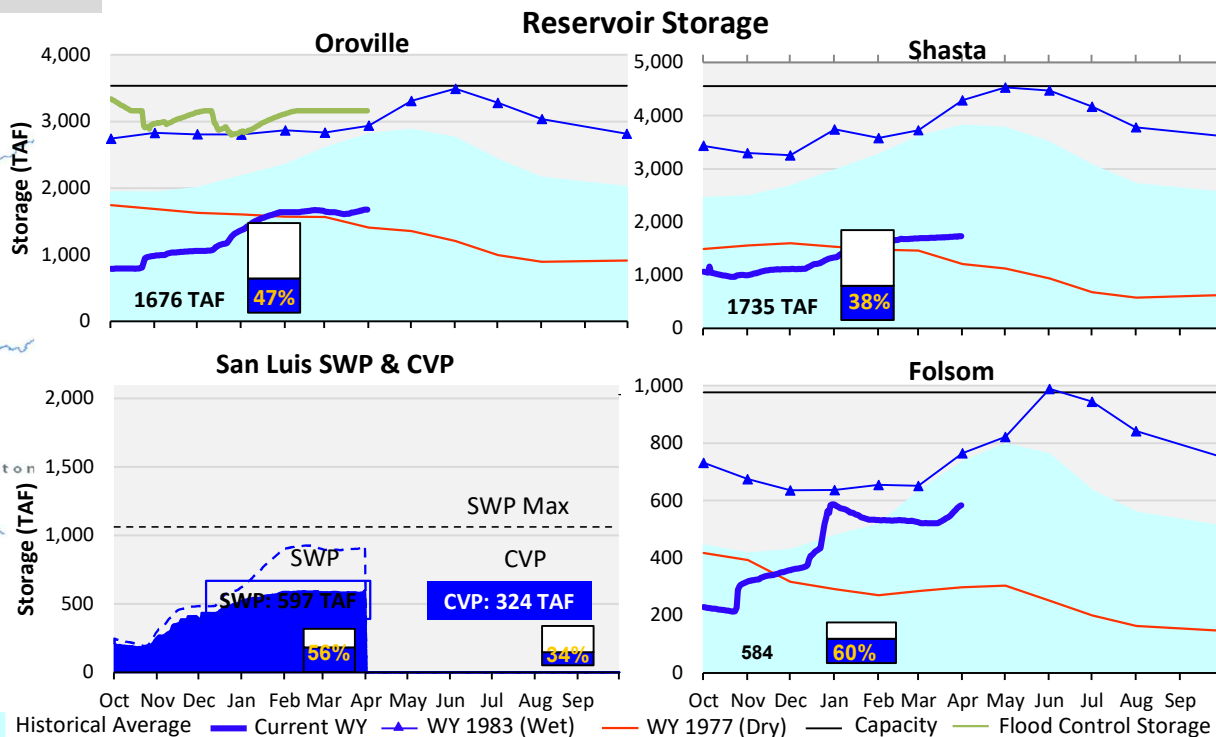 Reservoir Storage
Oroville
Storage (TAF)
4,000
3,000
2,000
1,000
0
1676 TAF
47%
Shasta
5,000
4,000
3,000
2,000
1,000
0
1735 TAF
38%
San Luis SWP & CVP
Storage (TAF)
2,000
1,500
1,000
500
0
SWP Max
SWP
CVP
SWP: 597 TAF
CVP: 324 TAF
56%
34%
Oct Nov Dec Jan Feb Mar Apr May Jun Jul Aug Sep
Folsom
1,000
800
600
400
200
0
584
60%
Oct Nov Dec Jan Feb Mar Apr May Jun Jul Aug Sep
ton
Historical Average Current WY WY 1983 (Wet) WY 1977 (Dry) Capacity Flood Control Storage